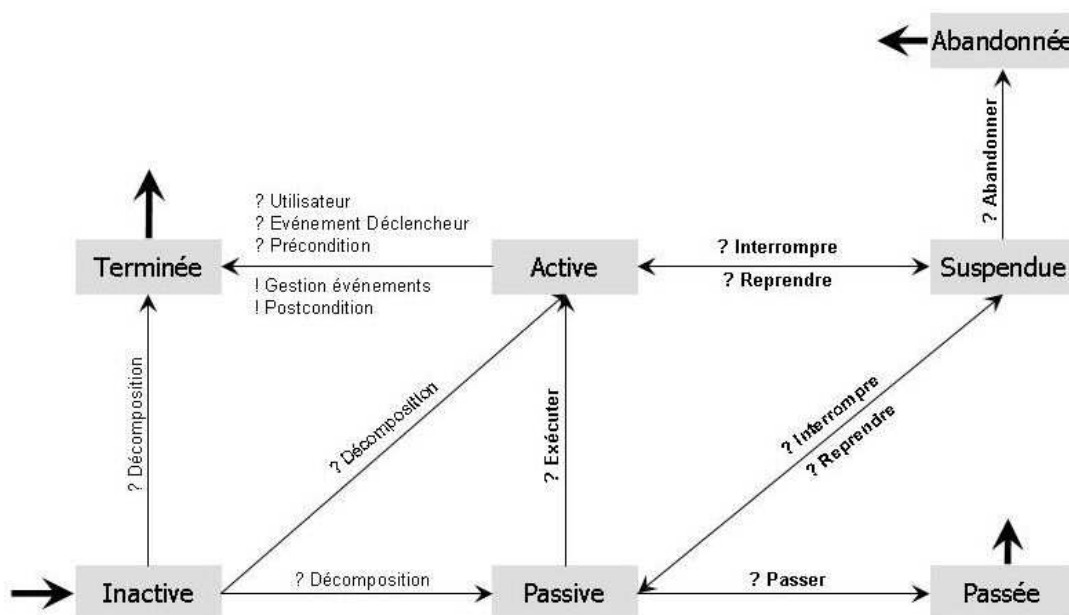 Abandonnée
? Abandonner
? Utilisateur
? Evénement Déclencheur
? Précondition
Terminée
Active
? Interrompre
? Reprendre
Suspendue
! Gestion événements
! Postcondition
? Décomposition
? Décomposition
? Exécuter
? Interrompre
? Reprendre
Inactive
? Décomposition
Passive
? Passer
Passée